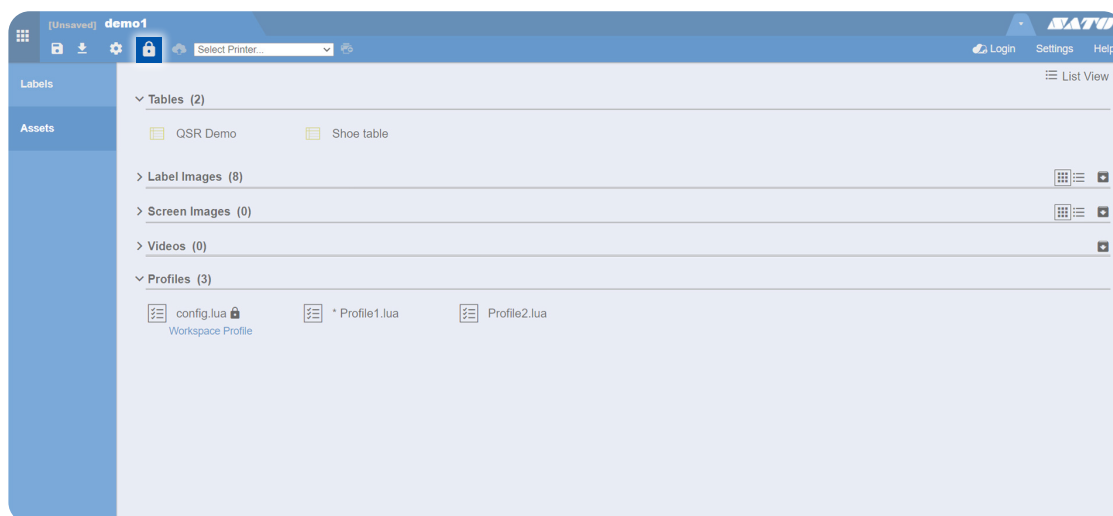 [Unsaved] demo1
SATO
Select Printer...
Login Settings Help
Labels
Assets
List View
Tables (2)
QSR Demo Shoe table
Label Images (8)
Screen Images (0)
Videos (0)
Profiles (3)
config.lua * Profile1.lua Profile2.lua
Workspace Profile